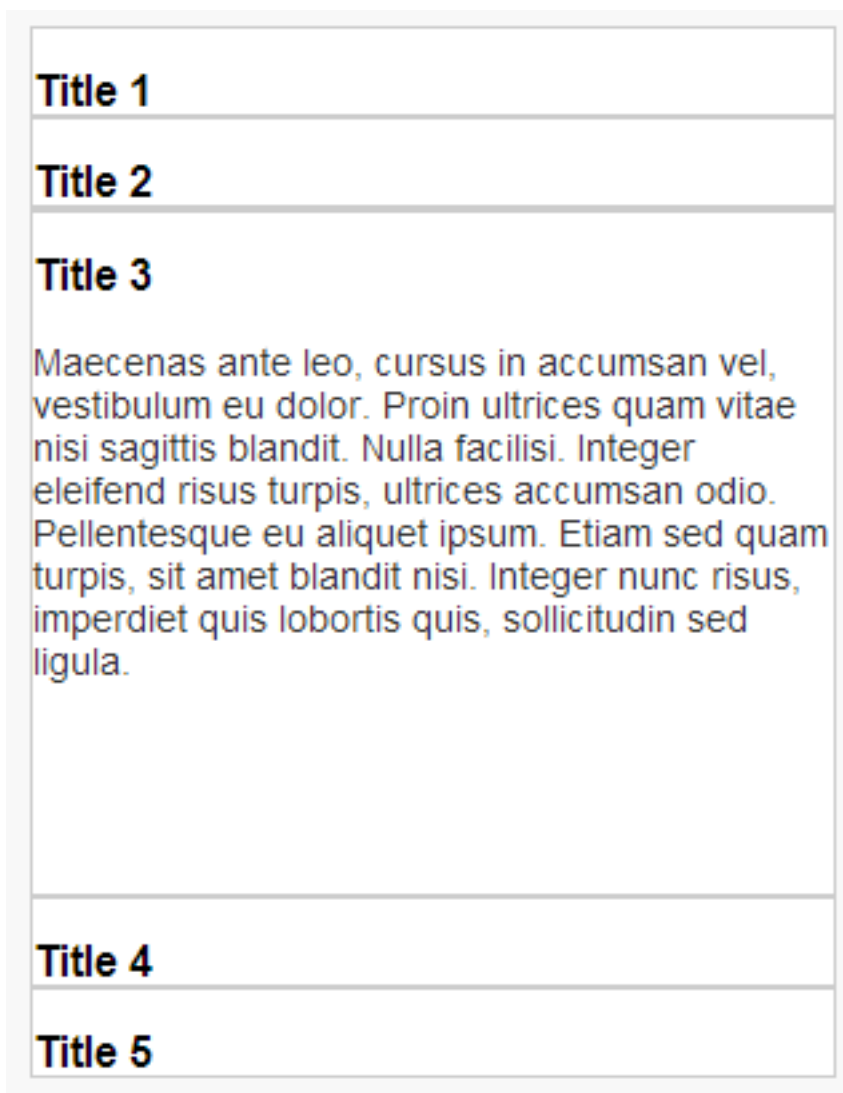 Title 1
Title 2
Title 3
Maecenas ante leo, cursus in accumsan vel,
vestibulum eu dolor. Proin ultrices quam vitae
nisi sagittis blandit. Nulla facilisi. Integer
eleifend risus turpis, ultrices accumsan odio.
Pellentesque eu aliquet ipsum. Etiam sed quam
turpis, sit amet blandit nisi. Integer nunc risus,
imperdiet quis lobortis quis, sollicitudin sed
ligula.
Title 4
Title 5